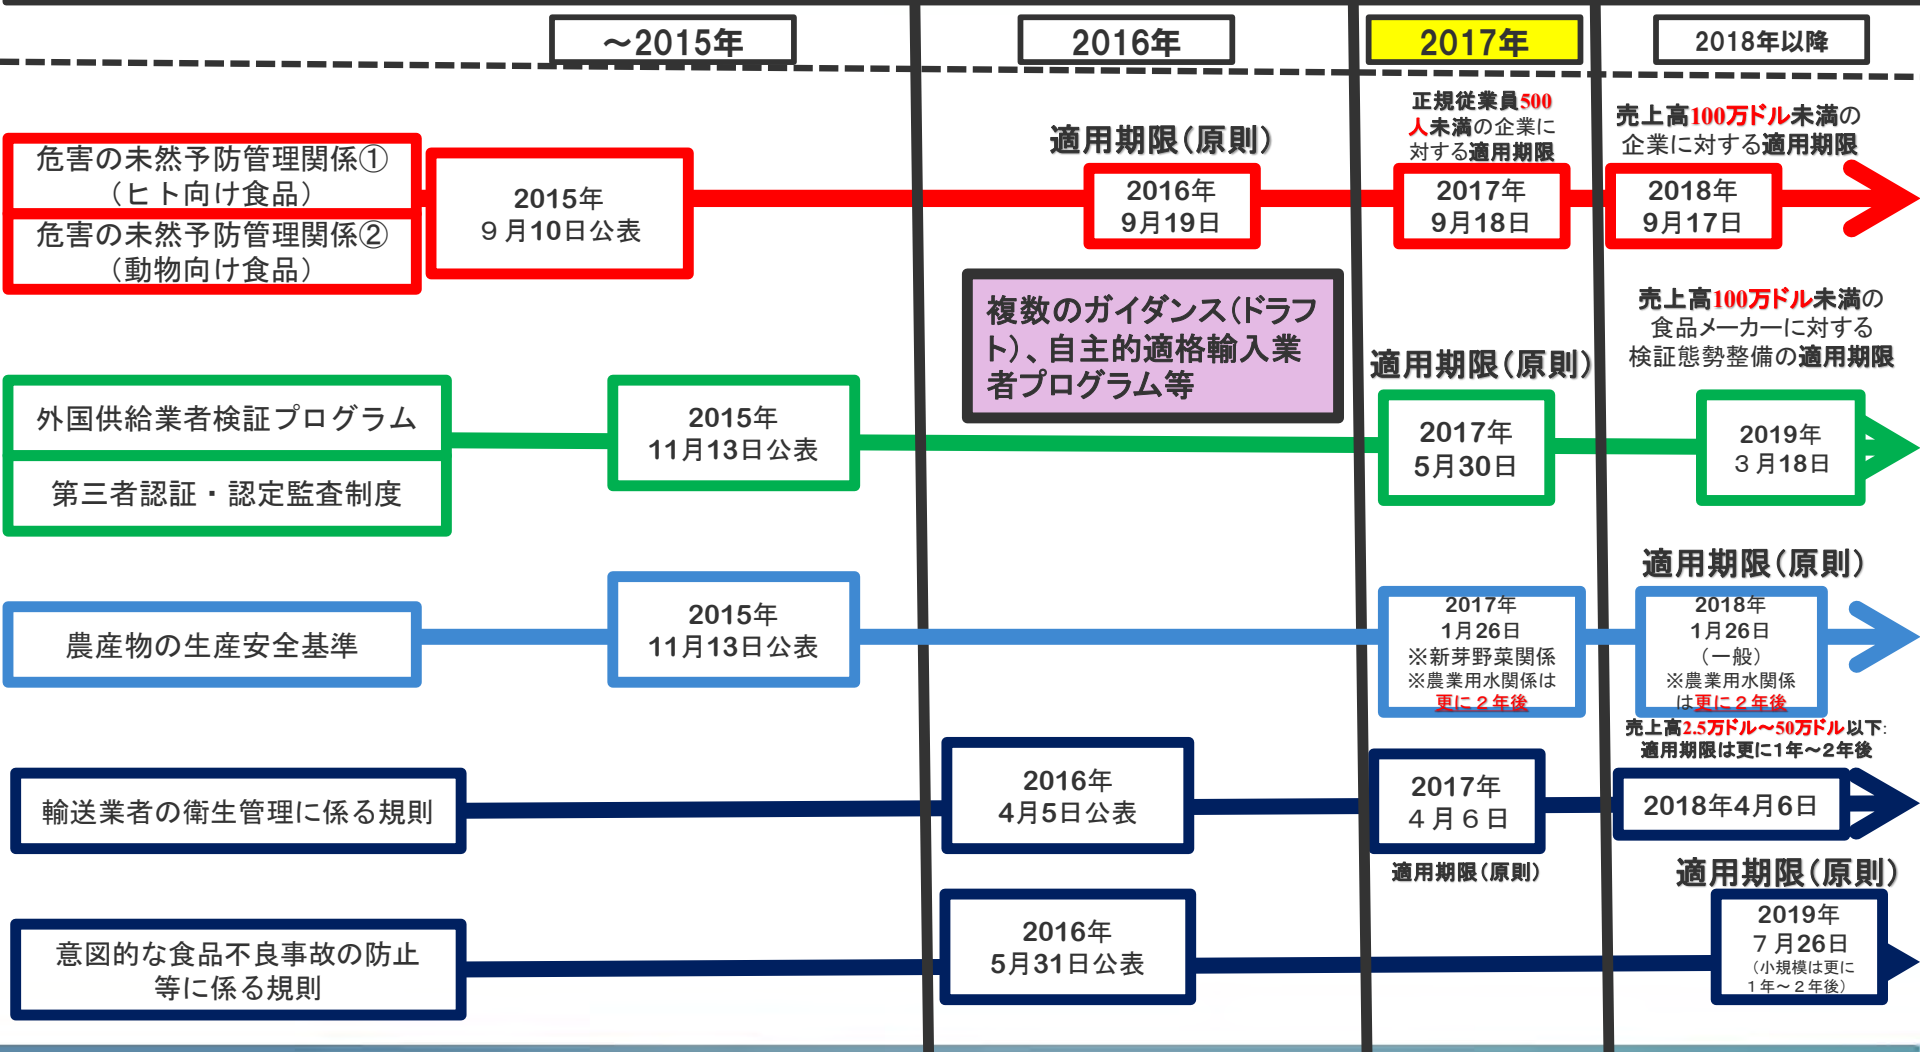 ～2015年
2016年
2017年
2018年以降
危害の未然予防管理関係①
（ヒト向け食品）
危害の未然予防管理関係②
（動物向け食品）
2015年
９月10日公表
適用期限（原則）
2016年
9月19日
正規従業員500
人未満の企業に
対する適用期限
2017年
9月18日
売上高100万ドル未満の
企業に対する適用期限
2018年
9月17日
複数のガイダンス（ドラフ
ト）、自主的適格輸入業
者プログラム等
外国供給業者検証プログラム
第三者認証・認定監査制度
2015年
11月13日公表
適用期限（原則）
2017年
5月30日
売上高100万ドル未満の
食品メーカーに対する
検証態勢整備の適用期限
2019年
３月18日
農産物の生産安全基準
2015年
11月13日公表
2017年
1月26日
※新芽野菜関係
※農業用水関係は
更に２年後
適用期限（原則）
2018年
1月26日
（一般）
※農業用水関係
は更に２年後
売上高2.5万ドル～50万ドル以下:
適用期限は更に1年～2年後
輸送業者の衛生管理に係る規則
2016年
4月5日公表
2017年
４月６日
適用期限（原則）
2018年4月6日
意図的な食品不良事故の防止
等に係る規則
2016年
5月31日公表
適用期限（原則）
2019年
７月26日
（小規模は更に
１年～２年後）